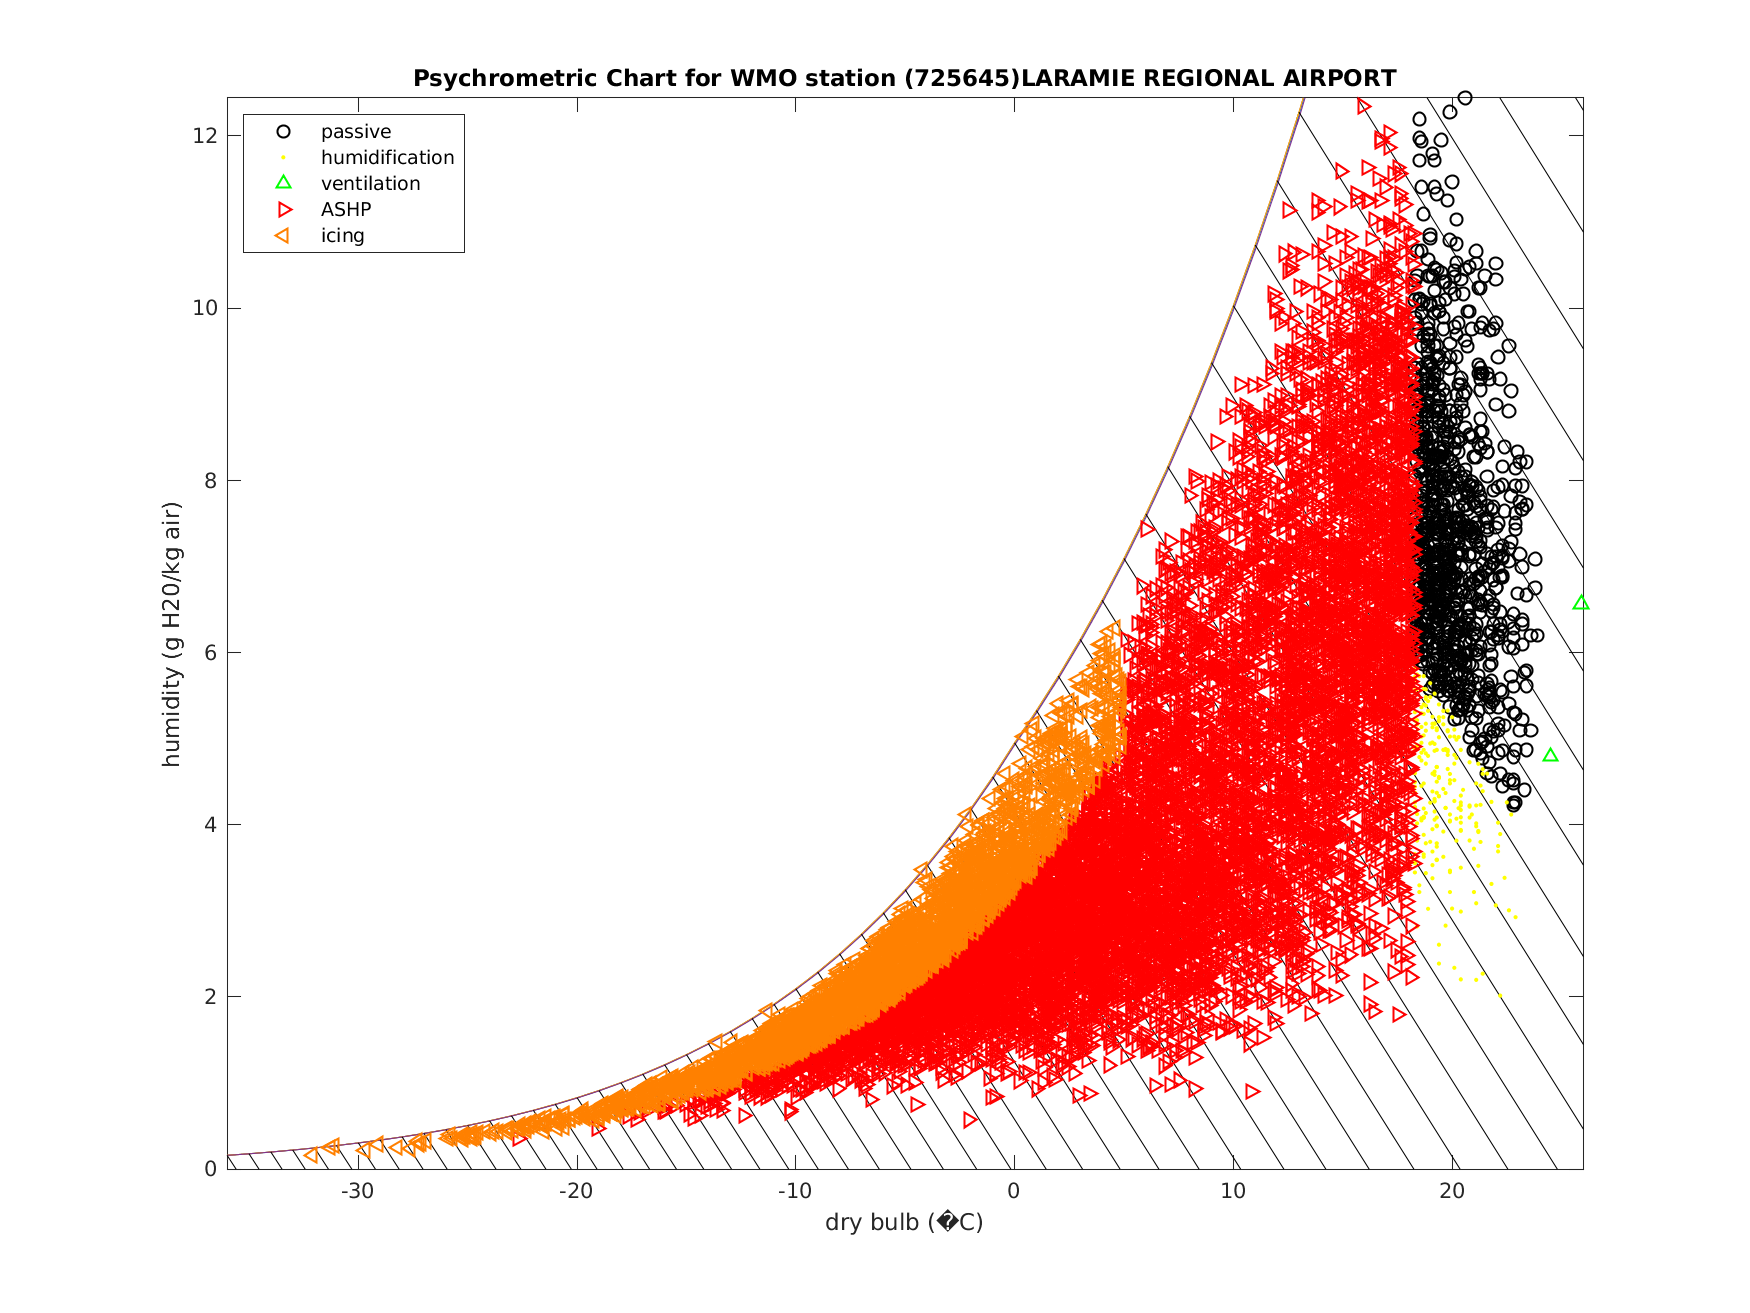 Psychrometric Chart for WMO station (725645)LARAMIE REGIONAL AIRPORT
passive
humidification
ventilation
ASHP
icing
humidity (g H20/kg air)
12
10
8
6
4
2
0
-30
-20
-10
0
10
20
dry bulb (�C)